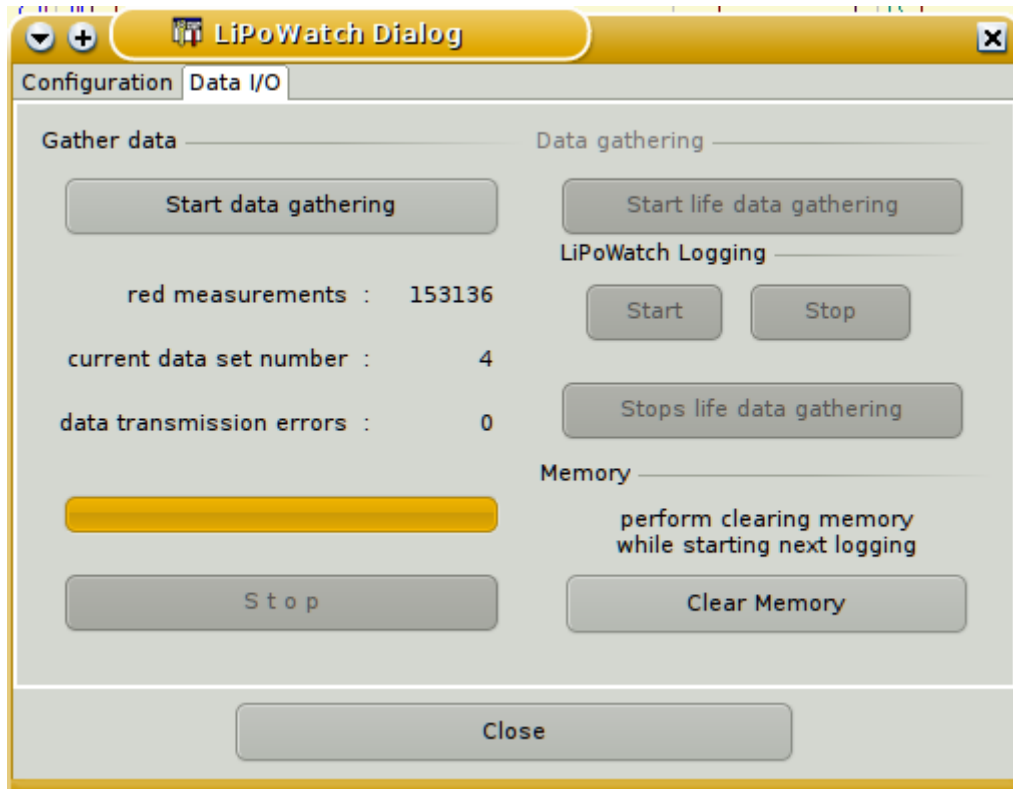 LiPoWatch Dialog
Configuration Data I/O
Gather data
Start data gathering
red measurements : 153136
current data set number : 4
data transmission errors : 0
S t o p
Data gathering
Start life data gathering
LiPoWatch Logging
Start Stop
Stops life data gathering
Memory
perform clearing memory
while starting next logging
Clear Memory
Close